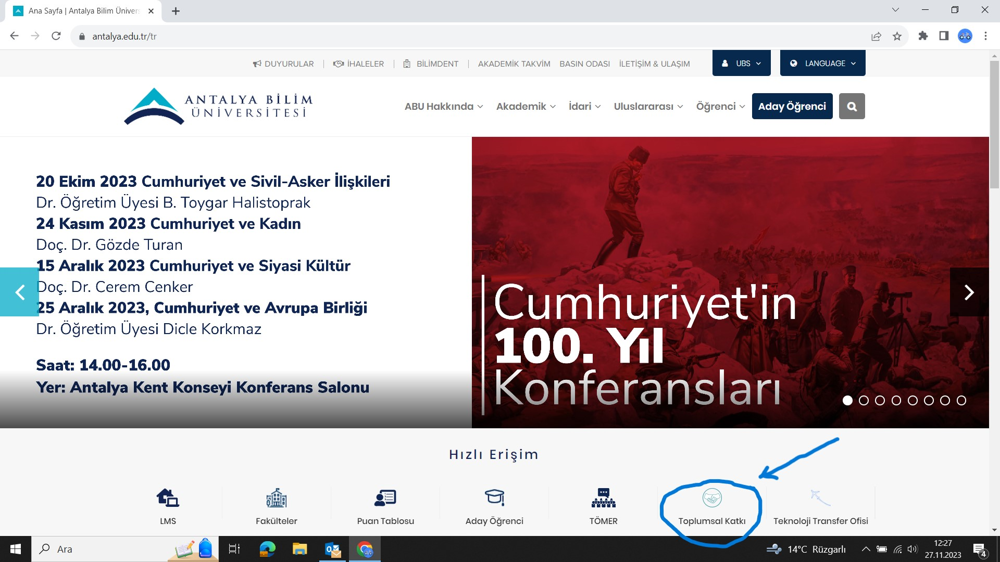 Ana Sayfa | Antalya Bilim Ünivers
antalya.edu.tr/tr
DUYURULAR
İHALELER
BİLİMDENT
AKADEMİK TAKVİM
BASIN ODASI
İLETİŞİM & ULAŞIM
UBS
LANGUAGE
ANTALYA BİLİM
ÜNİVERSİTESİ
ABU Hakkında
Akademik
İdari
Uluslararası
Öğrenci
Aday Öğrenci
20 Ekim 2023 Cumhuriyet ve Sivil-Asker İlişkileri
Dr. Öğretim Üyesi B. Toygar Halistoprak
24 Kasım 2023 Cumhuriyet ve Kadın
Doç. Dr. Gözde Turan
15 Aralık 2023 Cumhuriyet ve Siyasi Kültür
Doç. Dr. Cerem Cenker
25 Aralık 2023, Cumhuriyet ve Avrupa Birliği
Dr. Öğretim Üyesi Dicle Korkmaz
Saat: 14.00-16.00
Yer: Antalya Kent Konseyi Konferans Salonu
Cumhuriyet'in
100. Yıl
Konferansları
Hızlı Erişim
LMS
Fakülteler
Puan Tablosu
Aday Öğrenci
TÖMER
Toplumsal Katkı
Teknoloji Transfer Ofisi
Ara
14°C Rüzgarlı
12:27
27.11.2023
4